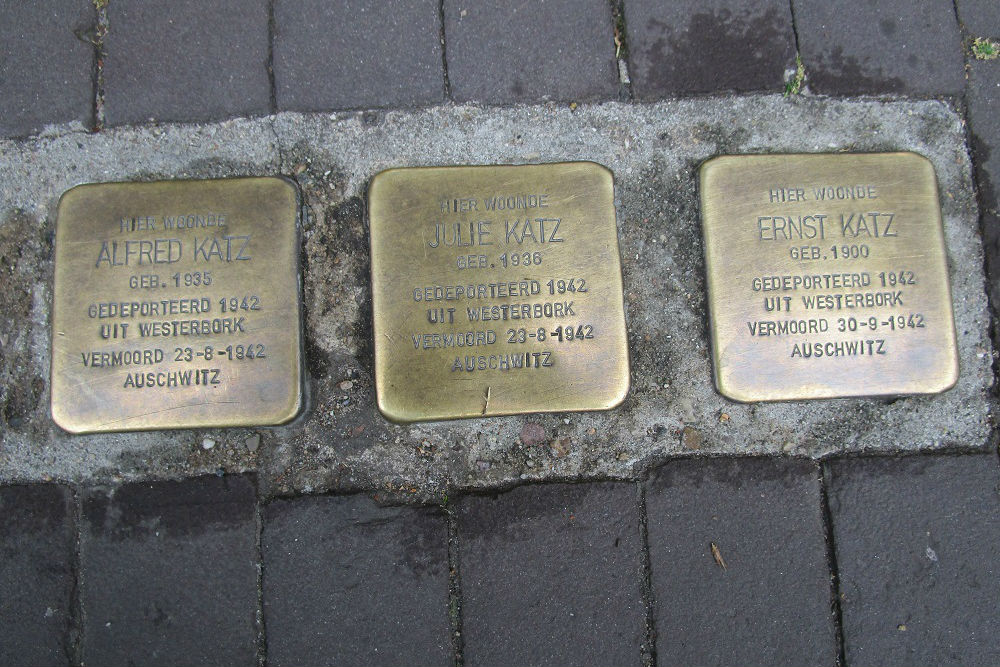 HIER WOONDE
ALFRED KATZ
GEB. 1935
GEDEPORTEERD 1942
UIT WESTERBORK
VERMOORD 23-8-1942
AUSCHWITZ
HIER WOONDE
JULIE KATZ
GEB. 1936
GEDEPORTEERD 1942
UIT WESTERBORK
VERMOORD 23-8-1942
AUSCHWITZ
HIER WOONDE
ERNST KATZ
GEB. 1900
GEDEPORTEERD 1942
UIT WESTERBORK
VERMOORD 30-9-1942
AUSCHWITZ